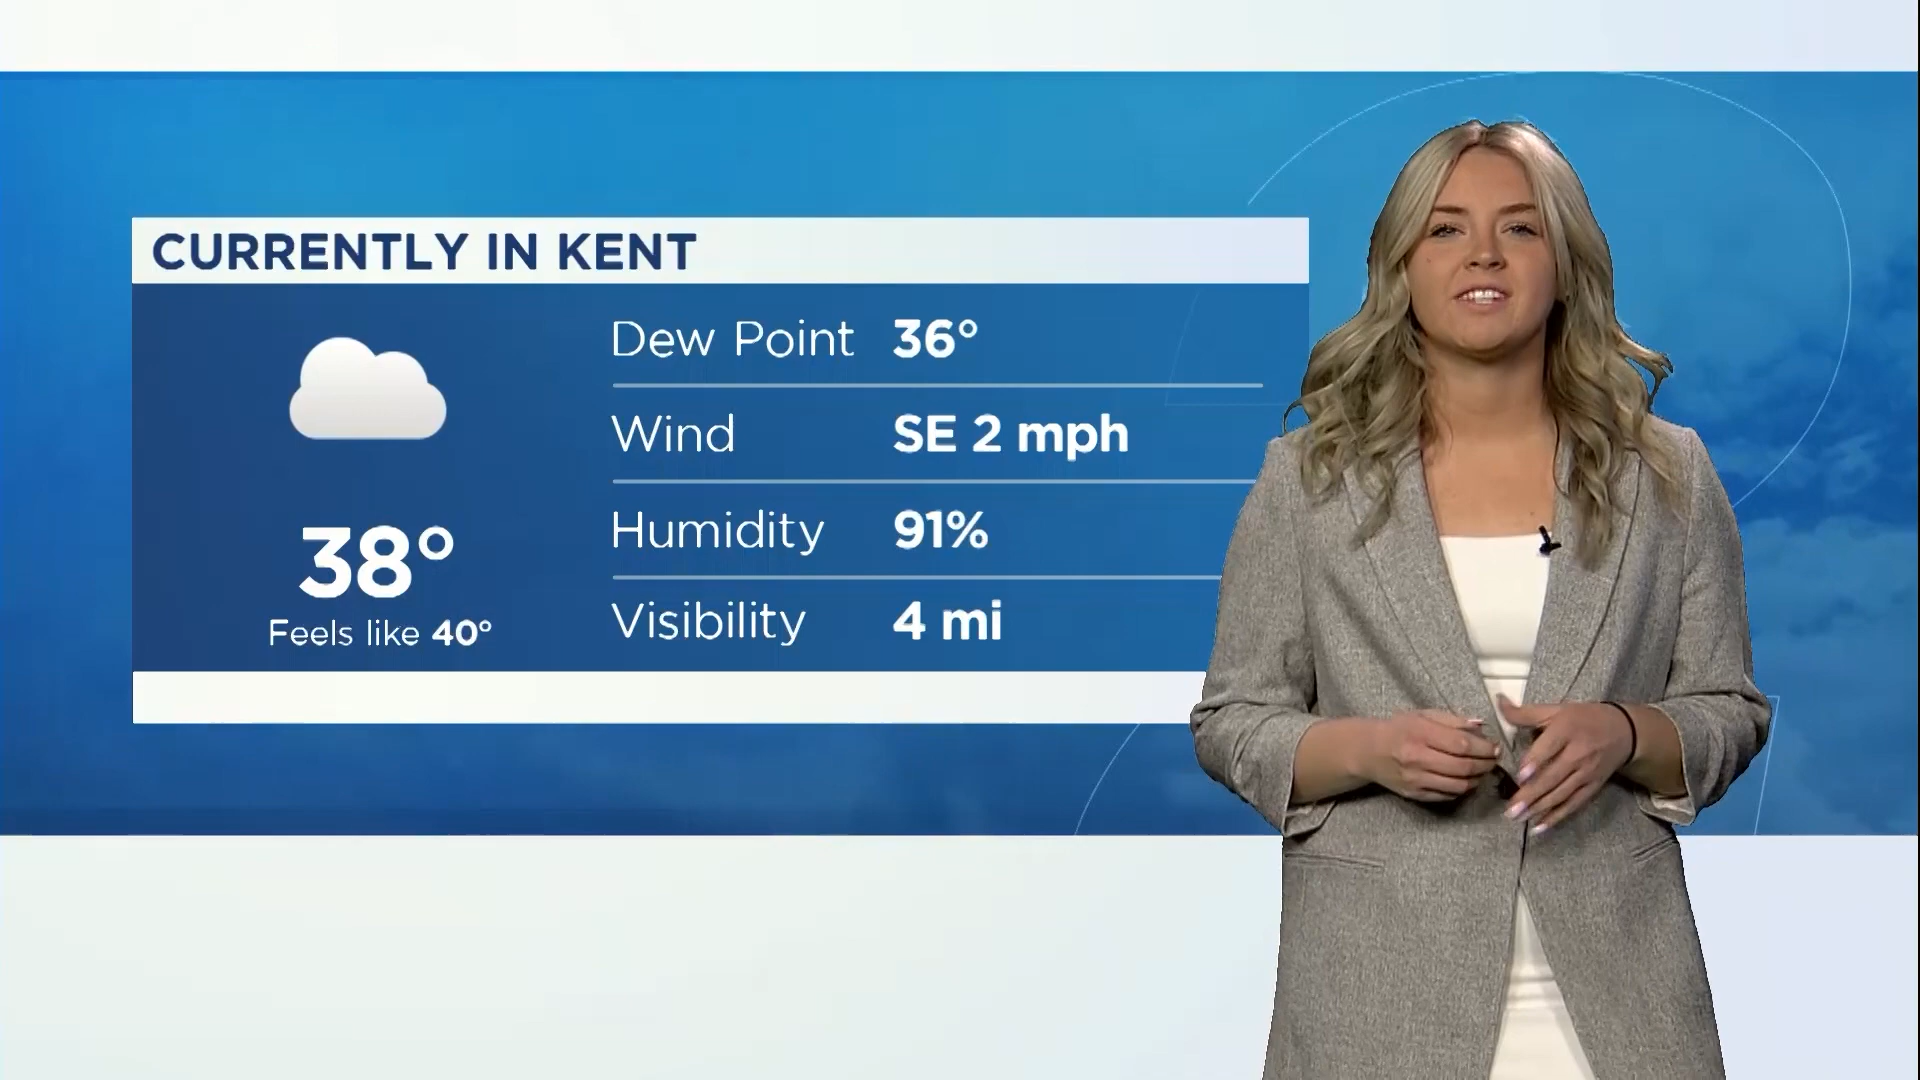 CURRENTLY IN KENT
38°
Feels like 40°
Dew Point 36°
Wind SE 2 mph
Humidity 91%
Visibility 4 mi